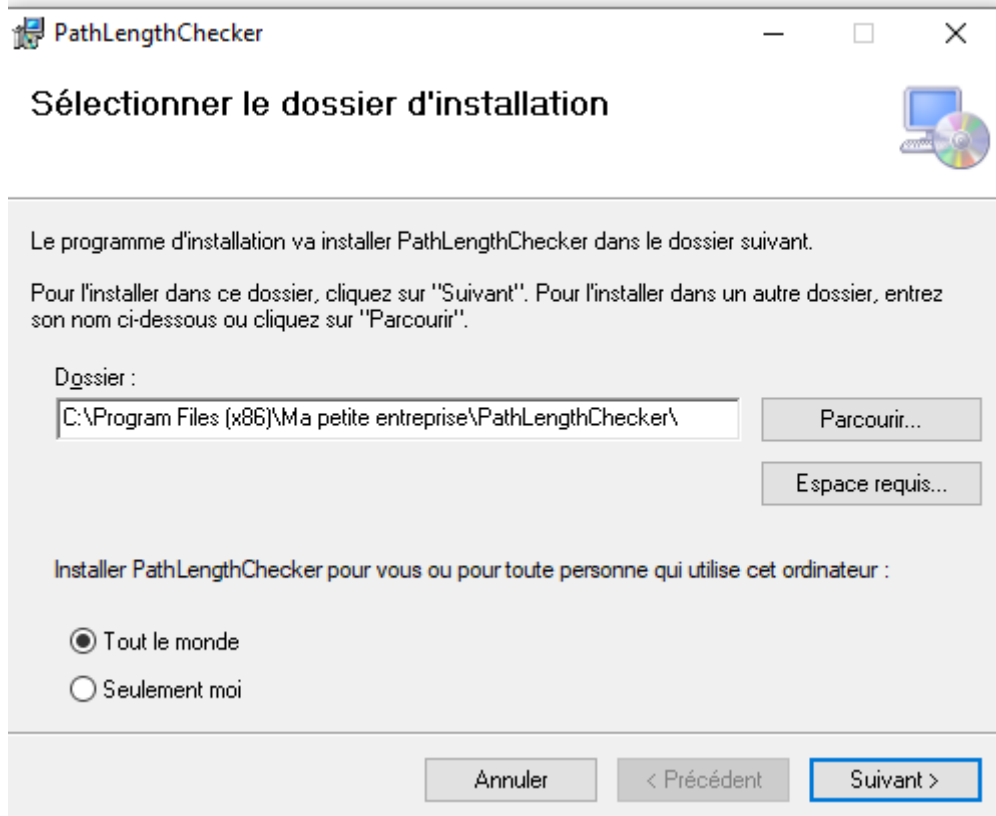 PathLengthChecker
Sélectionner le dossier d'installation
Le programme d'installation va installer PathLengthChecker dans le dossier suivant.
Pour l'installer dans ce dossier, cliquez sur "Suivant". Pour l'installer dans un autre dossier, entrez
son nom ci-dessous ou cliquez sur "Parcourir".
Dossier :
C:\Program Files (x86)\Ma petite entreprise\PathLengthChecker\
Parcourir...
Espace requis...
Installer PathLengthChecker pour vous ou pour toute personne qui utilise cet ordinateur :
Tout le monde
Seulement moi
Annuler
< Précédent
Suivant >